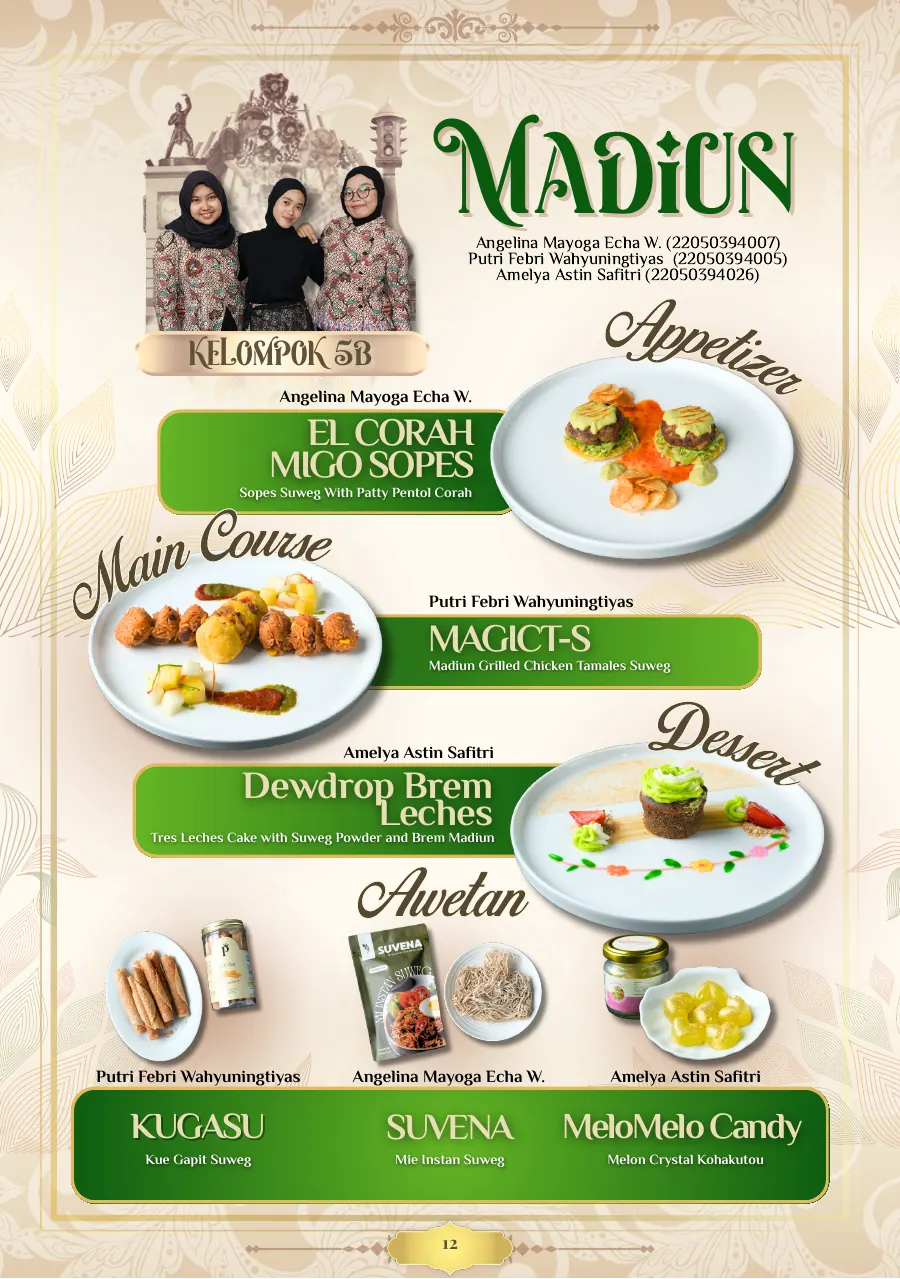 MADiUN
Angelina Mayoga Echa W. (22050394007)
Putri Febri Wahyuningtiyas (22050394005)
Amelya Astin Safitri (22050394026)
KELOMPOK 5B
Appetizer
Angelina Mayoga Echa W.
EL CORAH
MIGO SOPES
Sopes Suweg With Patty Pentol Corah
Main Course
Putri Febri Wahyuningtiyas
MAGICT-S
Madiun Grilled Chicken Tamales Suweg
Dessert
Amelya Astin Safitri
Dewdrop Brem
Leches
Tres Leches Cake with Suweg Powder and Brem Madiun
Awetan
SUVENA
MI INSTAN SUWEG
Putri Febri Wahyuningtiyas
Angelina Mayoga Echa W.
Amelya Astin Safitri
KUGASU
SUVENA
MeloMelo Candy
Kue Gapit Suweg
Mie Instan Suweg
Melon Crystal Kohakutou
12